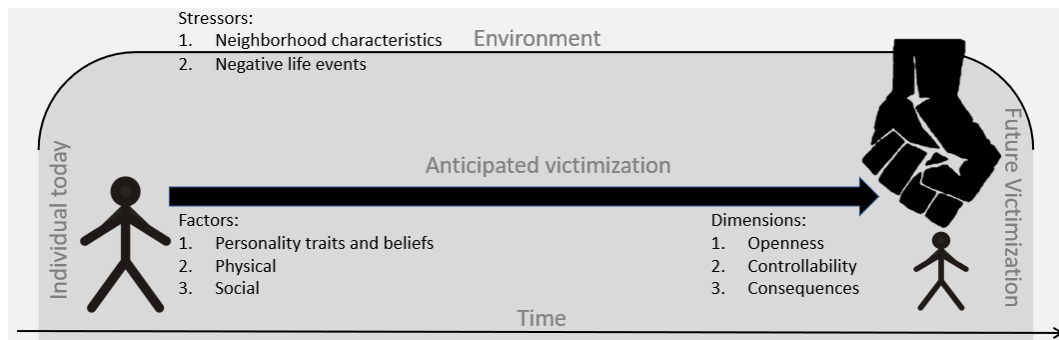 Stressors:
1. Neighborhood characteristics
2. Negative life events
Environment
Individual today
Anticipated victimization
Future Victimization
Factors:
1. Personality traits and beliefs
2. Physical
3. Social
Dimensions:
1. Openness
2. Controllability
3. Consequences
Time